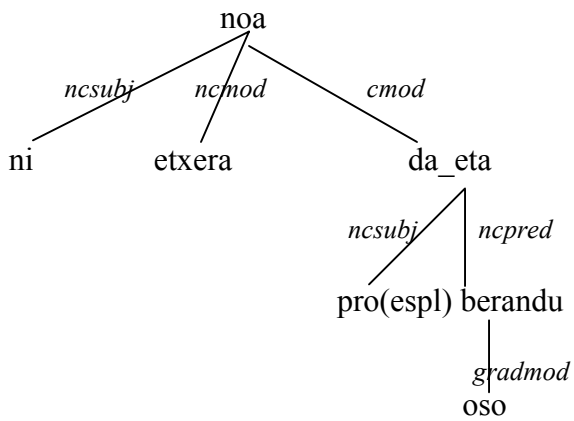 noa
ncsubj ncmod cmod
ni etxera da_eta
ncsubj ncpred
pro(espl) berandu
gradmod
oso